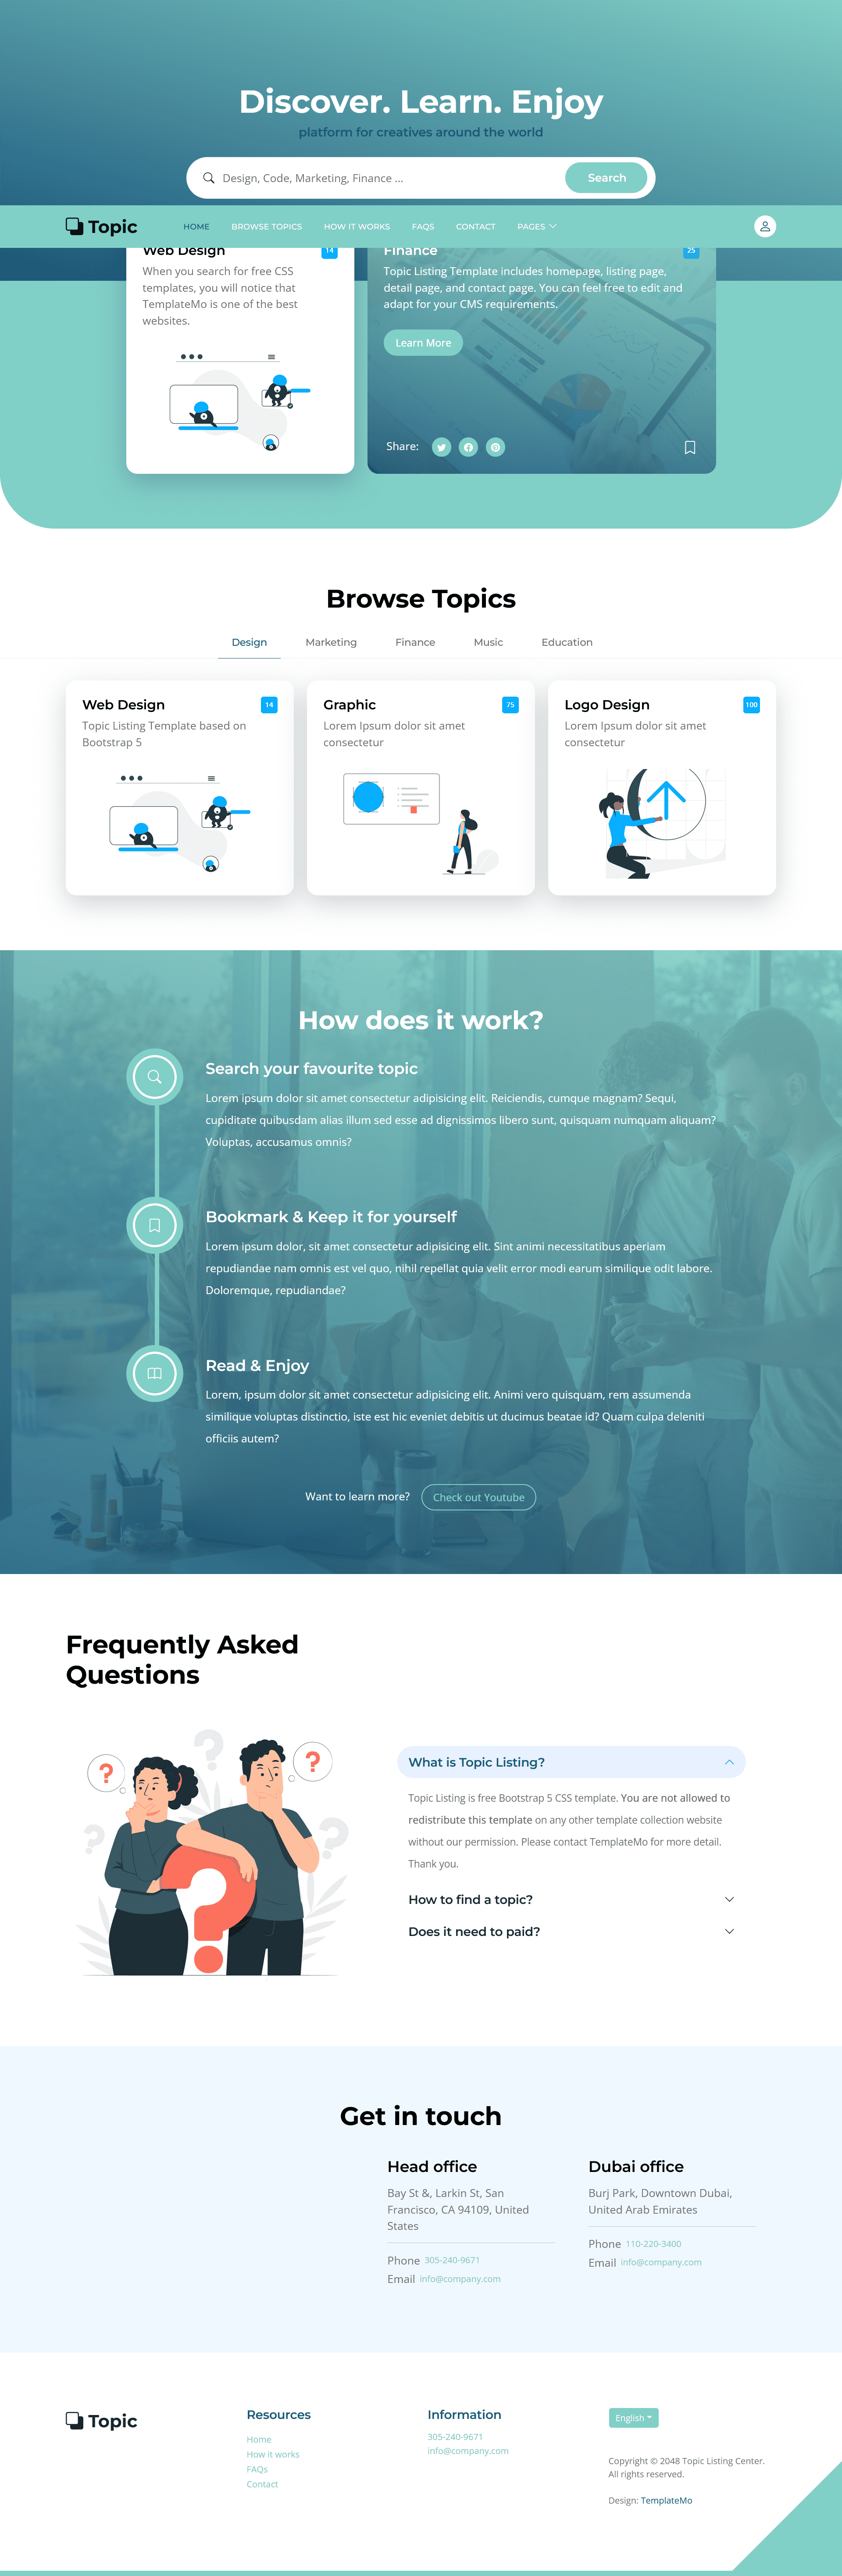 Discover. Learn. Enjoy
platform for creatives around the world
Design, Code, Marketing, Finance ...
Search
Topic
HOME
BROWSE TOPICS
HOW IT WORKS
FAQS
CONTACT
PAGES
Web Design
14
When you search for free CSS
templates, you will notice that
TemplateMo is one of the best
websites.
Finance
25
Topic Listing Template includes homepage, listing page,
detail page, and contact page. You can feel free to edit and
adapt for your CMS requirements.
Learn More
Share:
Browse Topics
Design
Marketing
Finance
Music
Education
Web Design
14
Topic Listing Template based on
Bootstrap 5
Graphic
75
Lorem Ipsum dolor sit amet
consectetur
Logo Design
100
Lorem Ipsum dolor sit amet
consectetur
How does it work?
Search your favourite topic
Lorem ipsum dolor sit amet consectetur adipisicing elit. Reiciendis, cumque magnam? Sequi,
cupiditate quibusdam alias illum sed esse ad dignissimos libero sunt, quisquam numquam aliquam?
Voluptas, accusamus omnis?
Bookmark & Keep it for yourself
Lorem ipsum dolor, sit amet consectetur adipisicing elit. Sint animi necessitatibus aperiam
repudiandae nam omnis est vel quo, nihil repellat quia velit error modi earum similique odit labore.
Doloremque, repudiandae?
Read & Enjoy
Lorem, ipsum dolor sit amet consectetur adipisicing elit. Animi vero quisquam, rem assumenda
similique voluptas distinctio, iste est hic eveniet debitis ut ducimus beatae id? Quam culpa deleniti
officiis autem?
Want to learn more?
Check out Youtube
Frequently Asked
Questions
?
?
?
?
?
?
What is Topic Listing?
Topic Listing is free Bootstrap 5 CSS template. You are not allowed to
redistribute this template on any other template collection website
without our permission. Please contact TemplateMo for more detail.
Thank you.
How to find a topic?
Does it need to paid?
Get in touch
Head office
Bay St &, Larkin St, San
Francisco, CA 94109, United
States
Phone 305-240-9671
Email info@company.com
Dubai office
Burj Park, Downtown Dubai,
United Arab Emirates
Phone 110-220-3400
Email info@company.com
Topic
Resources
Home
How it works
FAQs
Contact
Information
305-240-9671
info@company.com
English
Copyright © 2048 Topic Listing Center.
All rights reserved.
Design: TemplateMo